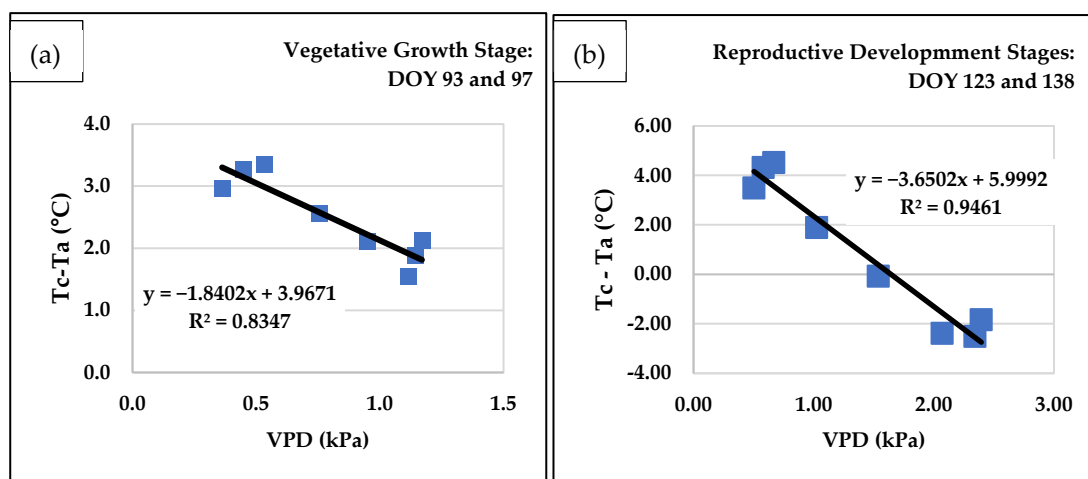 (a)
Vegetative Growth Stage:
DOY 93 and 97
Tc-Ta (°C)
4.0
3.0
2.0
1.0
0.0
y = −1.8402x + 3.9671
R² = 0.8347
0.0 0.5 1.0 1.5
VPD (kPa)
(b)
Reproductive Developmment Stages:
DOY 123 and 138
Tc - Ta (°C)
6.00
4.00
2.00
0.00
-2.00
-4.00
y = −3.6502x + 5.9992
R² = 0.9461
0.00 1.00 2.00 3.00
VPD (kPa)